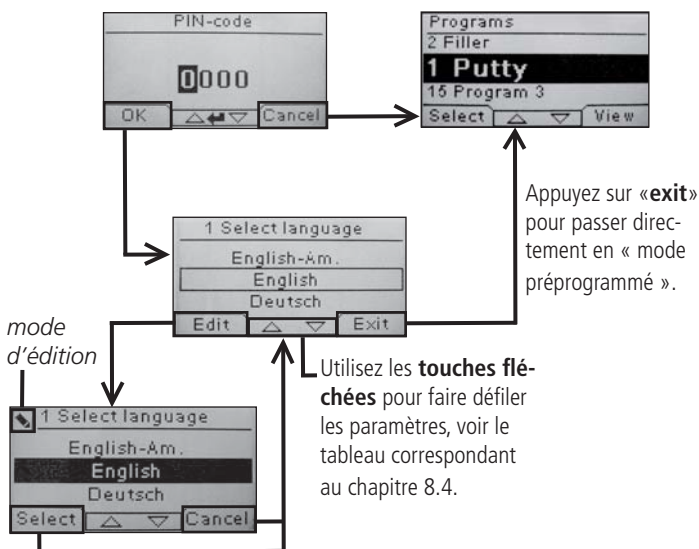 PIN-code
0000
OK
Cancel
Programs
2 Filler
1 Putty
15 Program 3
Select
View
Appuyez sur «exit»
pour passer direc-
tement en « mode
préprogrammé ».
1 Select language
English-Am.
English
Deutsch
Edit
Exit
mode
d'édition
Utilisez les touches flé-
chées pour faire défiler
les paramètres, voir le
tableau correspondant
au chapitre 8.4.
1 Select language
English-Am.
English
Deutsch
Select
Cancel